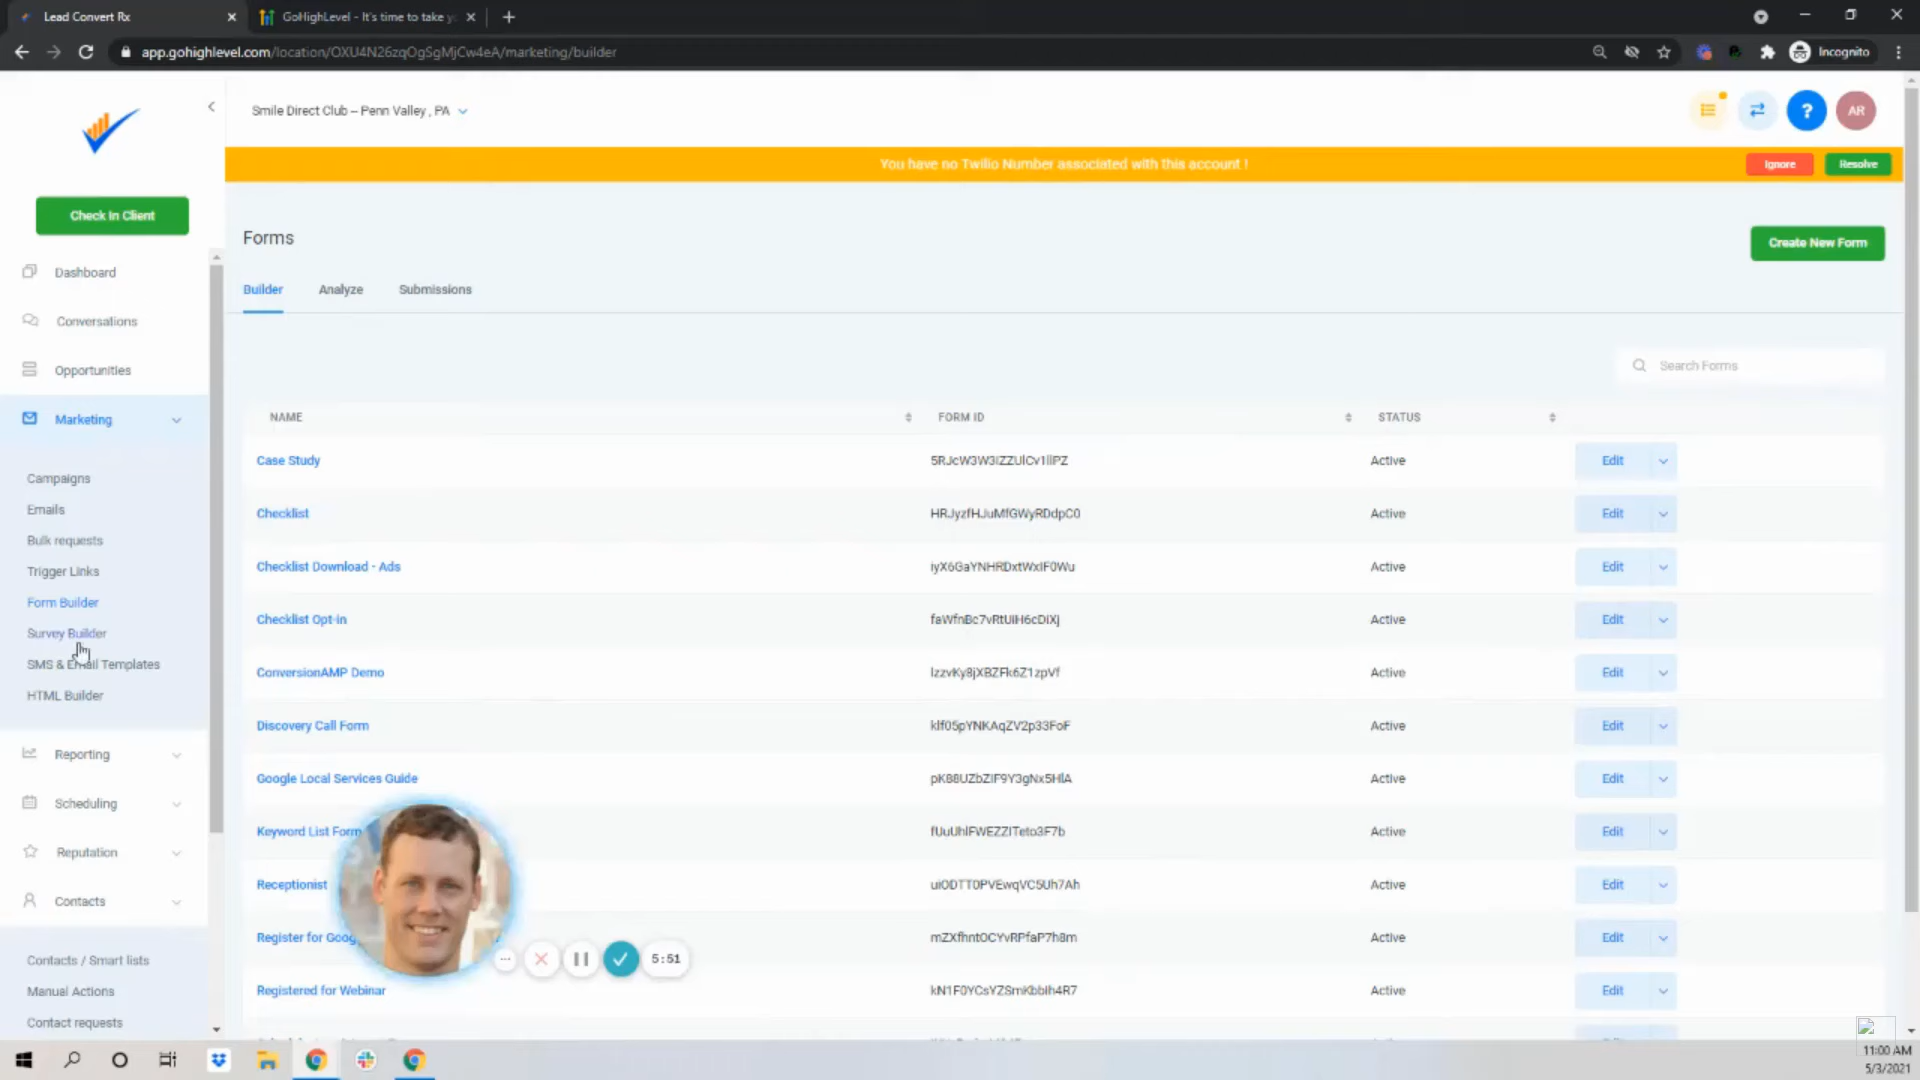 Lead Convert Rx
GoHighLevel - It's time to take yo
app.gohighlevel.com/location/OXU4N26zqOgSgMjCw4eA/marketing/builder
Incognito
Smile Direct Club – Penn Valley , PA
?
AR
You have no Twilio Number associated with this account !
Ignore
Resolve
Check In Client
Forms
Create New Form
Builder
Analyze
Submissions
Search Forms
Dashboard
Conversations
Opportunities
Marketing
Campaigns
Emails
Bulk requests
Trigger Links
Form Builder
Survey Builder
SMS & Email Templates
HTML Builder
Reporting
Scheduling
Reputation
Contacts
Contacts / Smart lists
Manual Actions
Contact requests
NAME FORM ID STATUS
Case Study 5RJcW3W3IZZUlCv1IlPZ Active Edit
Checklist HRJyzfHJuMfGWyRDdpC0 Active Edit
Checklist Download - Ads iyX6GaYNHRDxtWxIF0Wu Active Edit
Checklist Opt-in faWfnBc7vRtUiH6cDIXj Active Edit
ConversionAMP Demo lzzvKy8jXBZFk6Z1zpVf Active Edit
Discovery Call Form klf05pYNKAqZV2p33FoF Active Edit
Google Local Services Guide pK88UZbZIF9Y3gNx5HlA Active Edit
Keyword List Form fUuUhlFWEZZITeto3F7b Active Edit
Receptionist uiODTT0PVEwqVC5Uh7Ah Active Edit
Register for Goog mZXfhntOCYvRPfaP7h8m Active Edit
Registered for Webinar kN1F0YCsYZSmKbbIh4R7 Active Edit
5:51
11:00 AM
5/3/2021